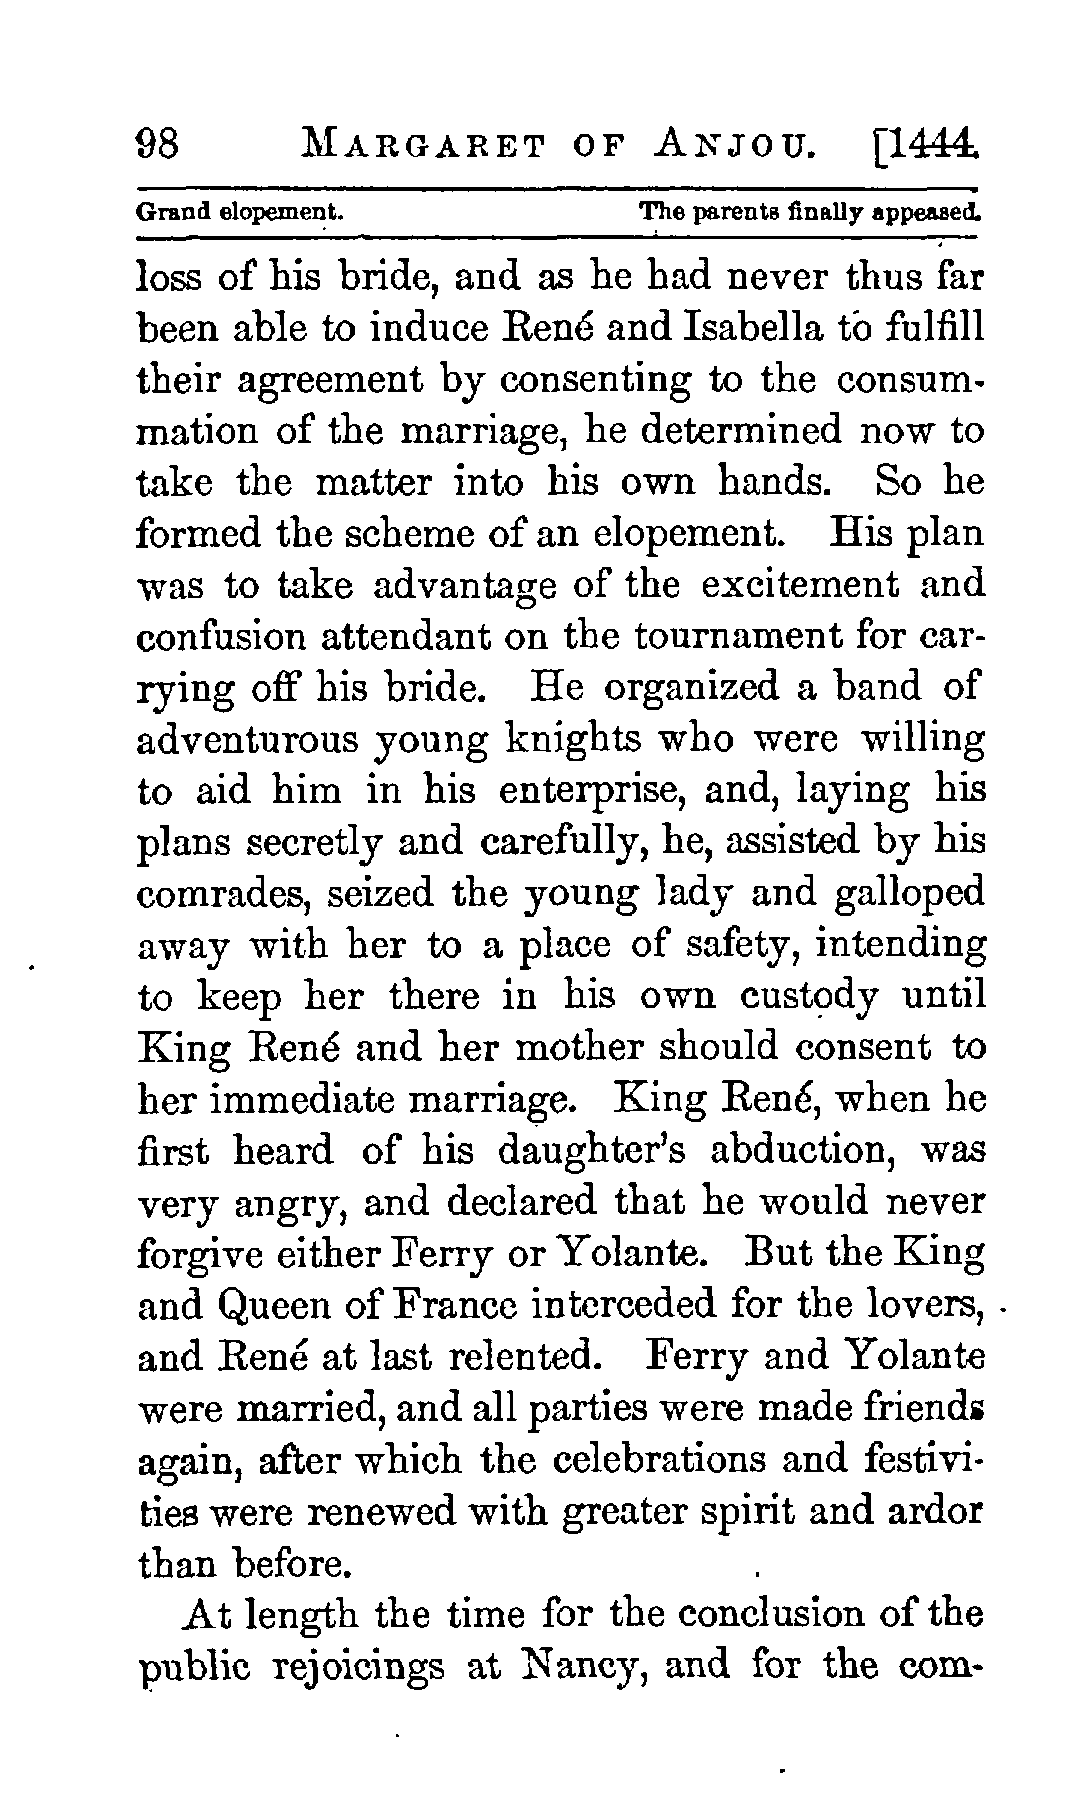 98 MARGARET OF ANJOU. [1444.
Grand elopement. The parents finally appeased.
loss of his bride, and as he had never thus far
been able to induce René and Isabella to fulfill
their agreement by consenting to the consum-
mation of the marriage, he determined now to
take the matter into his own hands. So he
formed the scheme of an elopement. His plan
was to take advantage of the excitement and
confusion attendant on the tournament for car-
rying off his bride. He organized a band of
adventurous young knights who were willing
to aid him in his enterprise, and, laying his
plans secretly and carefully, he, assisted by his
comrades, seized the young lady and galloped
away with her to a place of safety, intending
to keep her there in his own custody until
King René and her mother should consent to
her immediate marriage. King René, when he
first heard of his daughter's abduction, was
very angry, and declared that he would never
forgive either Ferry or Yolante. But the King
and Queen of France interceded for the lovers,
and René at last relented. Ferry and Yolante
were married, and all parties were made friends
again, after which the celebrations and festivi-
ties were renewed with greater spirit and ardor
than before.
At length the time for the conclusion of the
public rejoicings at Nancy, and for the com-